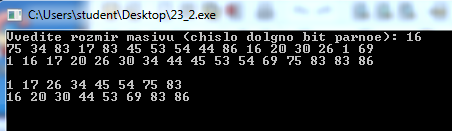 C:\Users\student\Desktop\23_2.exe
Vvedite rozmir masivu (chislo dolgno bit parnoe): 16
75 34 83 17 83 45 53 54 44 86 16 20 30 26 1 69
1 16 17 20 26 30 34 44 45 53 54 69 75 83 83 86
1 17 26 34 45 54 75 83
16 20 30 44 53 69 83 86